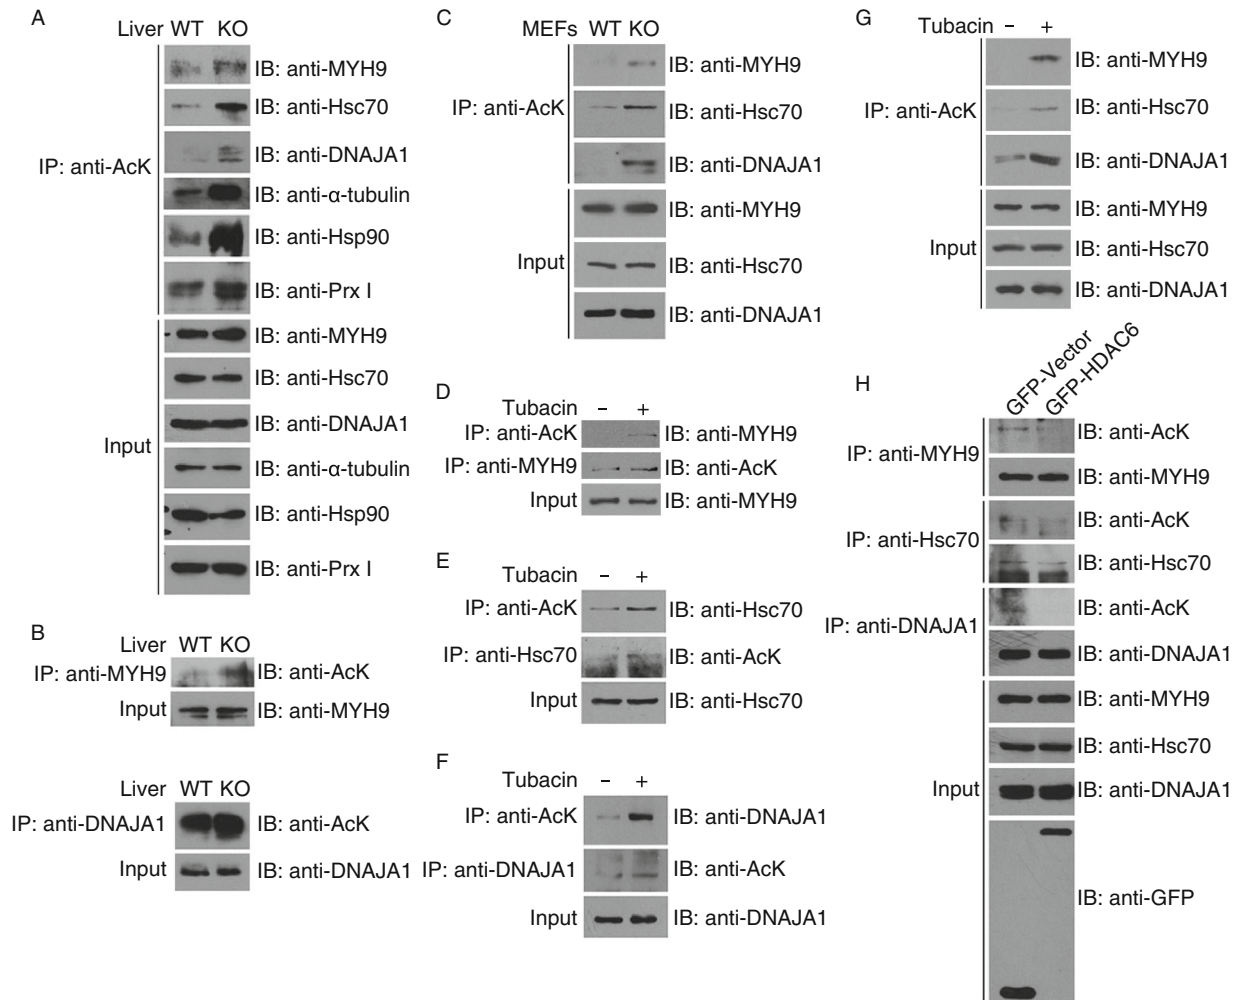 A
Liver WT KO
IB: anti-MYH9
IB: anti-Hsc70
IB: anti-DNAJA1
IP: anti-AcK
IB: anti-α-tubulin
IB: anti-Hsp90
IB: anti-Prx I
IB: anti-MYH9
IB: anti-Hsc70
IB: anti-DNAJA1
Input
IB: anti-α-tubulin
IB: anti-Hsp90
IB: anti-Prx I
B
Liver WT KO
IP: anti-MYH9 IB: anti-AcK
Input IB: anti-MYH9
Liver WT KO
IP: anti-DNAJA1 IB: anti-AcK
Input IB: anti-DNAJA1
C
MEFs WT KO
IB: anti-MYH9
IP: anti-AcK IB: anti-Hsc70
IB: anti-DNAJA1
IB: anti-MYH9
Input IB: anti-Hsc70
IB: anti-DNAJA1
D
Tubacin − +
IP: anti-AcK IB: anti-MYH9
IP: anti-MYH9 IB: anti-AcK
Input IB: anti-MYH9
E
Tubacin − +
IP: anti-AcK IB: anti-Hsc70
IP: anti-Hsc70 IB: anti-AcK
Input IB: anti-Hsc70
F
Tubacin − +
IP: anti-AcK IB: anti-DNAJA1
IP: anti-DNAJA1 IB: anti-AcK
Input IB: anti-DNAJA1
G
Tubacin − +
IB: anti-MYH9
IP: anti-AcK IB: anti-Hsc70
IB: anti-DNAJA1
IB: anti-MYH9
Input IB: anti-Hsc70
IB: anti-DNAJA1
H
GFP-Vector
GFP-HDAC6
IB: anti-AcK
IP: anti-MYH9
IB: anti-MYH9
IB: anti-AcK
IP: anti-Hsc70
IB: anti-Hsc70
IB: anti-AcK
IP: anti-DNAJA1
IB: anti-DNAJA1
IB: anti-MYH9
IB: anti-Hsc70
Input IB: anti-DNAJA1
IB: anti-GFP